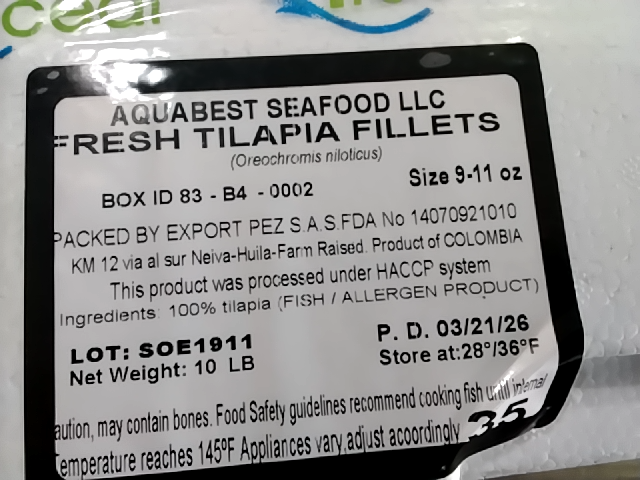 AQUABEST SEAFOOD LLC
FRESH TILAPIA FILLETS
(Oreochromis niloticus)
BOX ID 83 - B4 - 0002
Size 9-11 oz
PACKED BY EXPORT PEZ S.A.S.FDA No 14070921010
KM 12 via al sur Neiva-Huila-Farm Raised. Product of COLOMBIA
This product was processed under HACCP system
Ingredients: 100% tilapia (FISH / ALLERGEN PRODUCT)
LOT: SOE1911
P. D. 03/21/26
Net Weight: 10 LB
Store at:28°/36°F
aution, may contain bones. Food Safety guidelines recommend cooking fish until internal
Temperature reaches 145ºF Appliances vary,adjust acoordingly
35